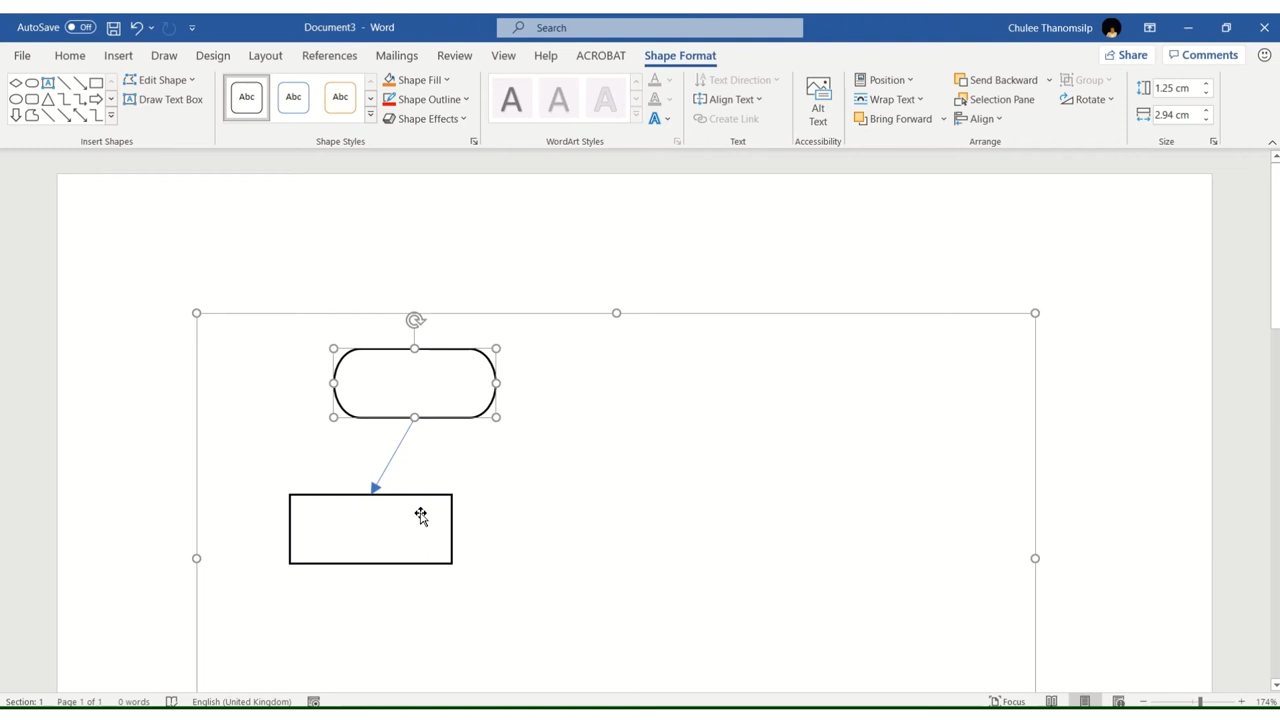 AutoSave Off Document3 - Word Search Chulee Thanomsilp
File Home Insert Draw Design Layout References Mailings Review View Help ACROBAT Shape Format Share Comments
Edit Shape Abc Abc Abc Shape Fill A A A A Text Direction Position Send Backward Group 1.25 cm
Draw Text Box Shape Outline A Align Text Alt Text Wrap Text Selection Pane Rotate
Shape Effects A Create Link Bring Forward Align 2.94 cm
Insert Shapes Shape Styles WordArt Styles Text Accessibility Arrange Size
Section: 1 Page 1 of 1 0 words English (United Kingdom) Focus 174%